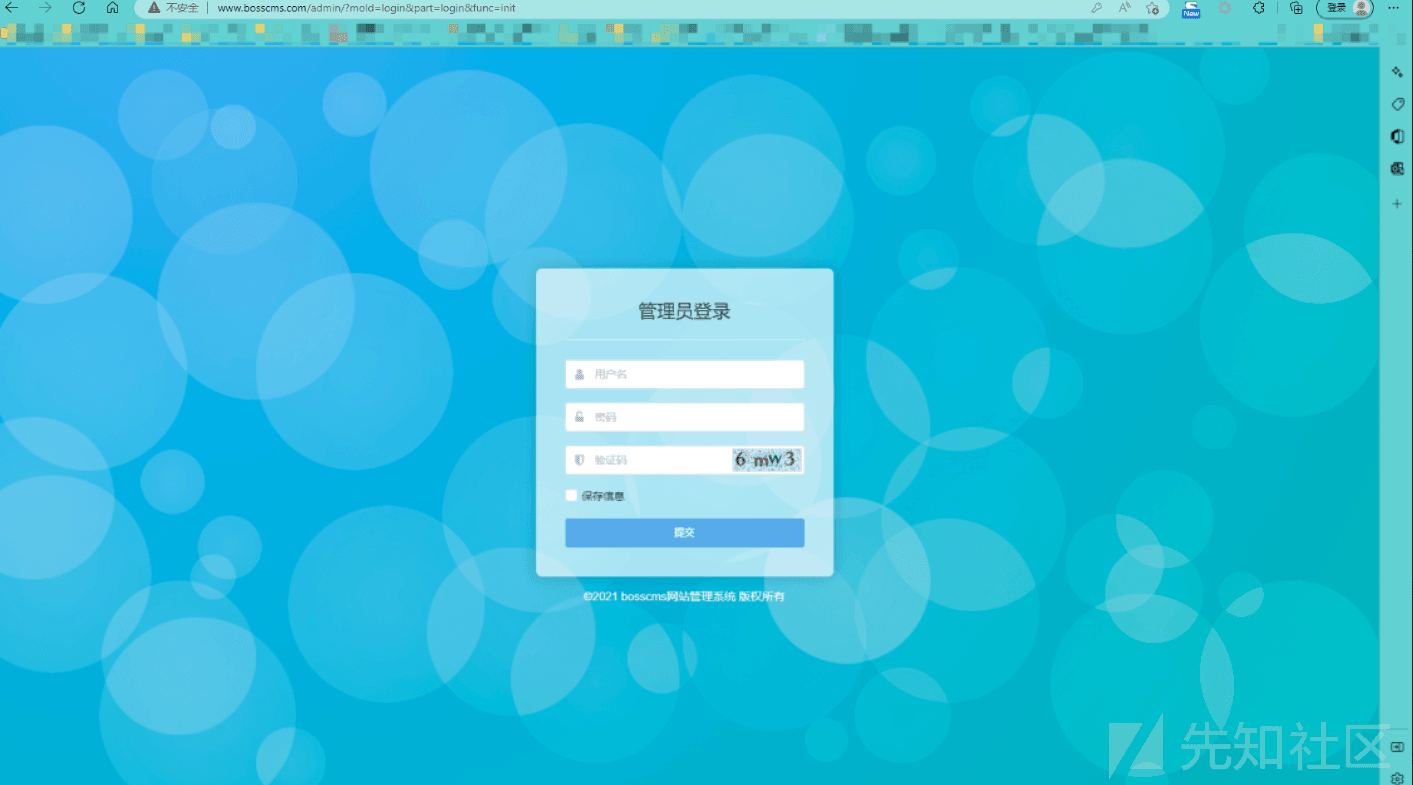 不安全
www.bosscms.com/admin/?mold=login&part=login&func=init
New
登录
管理员登录
用户名
密码
验证码
6 mw 3
保存信息
提交
©2021 bosscms网站管理系统 版权所有
先知社区